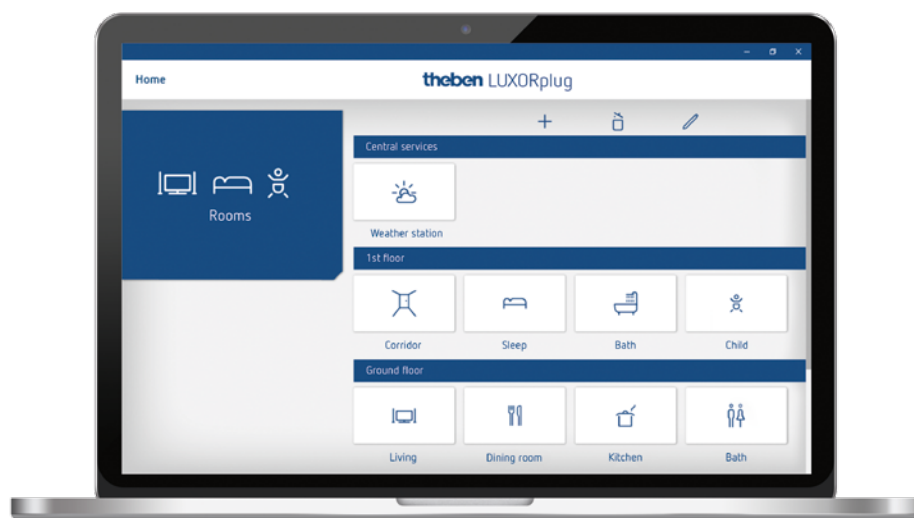 Home
theben LUXORplug
Rooms
Central services
Weather station
1st floor
Corridor
Sleep
Bath
Child
Ground floor
Living
Dining room
Kitchen
Bath